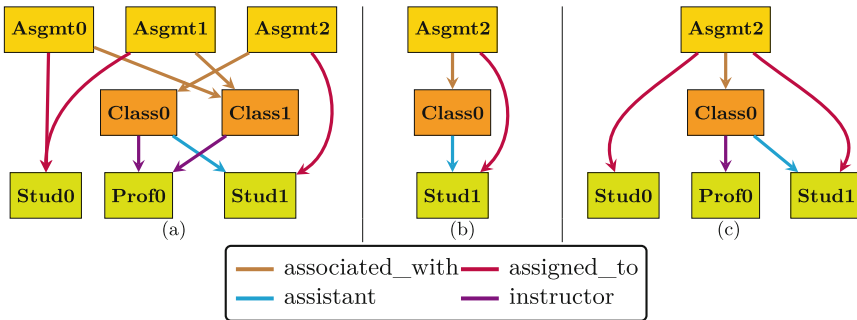 Asgmt0 Asgmt1 Asgmt2 Asgmt2 Asgmt2
Class0 Class1 Class0 Class0
Stud0 Prof0 Stud1 Stud1 Stud0 Prof0 Stud1
(a) (b) (c)
associated_with assigned_to
assistant instructor